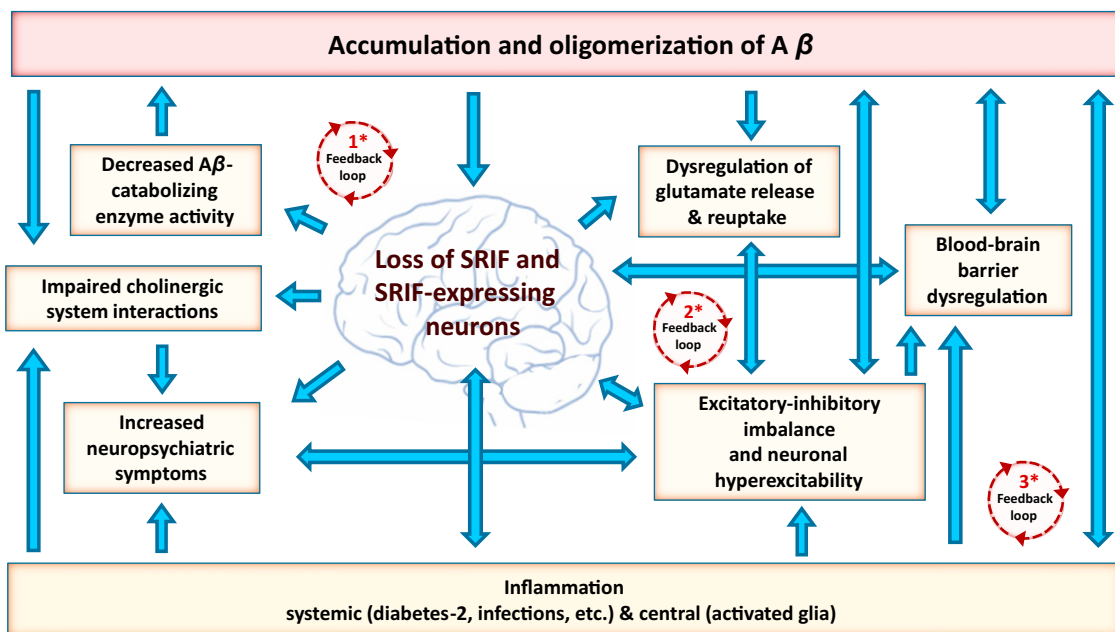 Accumulation and oligomerization of A β
Decreased Aβ-
catabolizing
enzyme activity
1*
Feedback
loop
Dysregulation of
glutamate release
& reuptake
Blood-brain
barrier
dysregulation
Loss of SRIF and
SRIF-expressing
neurons
Impaired cholinergic
system interactions
2*
Feedback
loop
Increased
neuropsychiatric
symptoms
Excitatory-inhibitory
imbalance
and neuronal
hyperexcitability
3*
Feedback
loop
Inflammation
systemic (diabetes-2, infections, etc.) & central (activated glia)